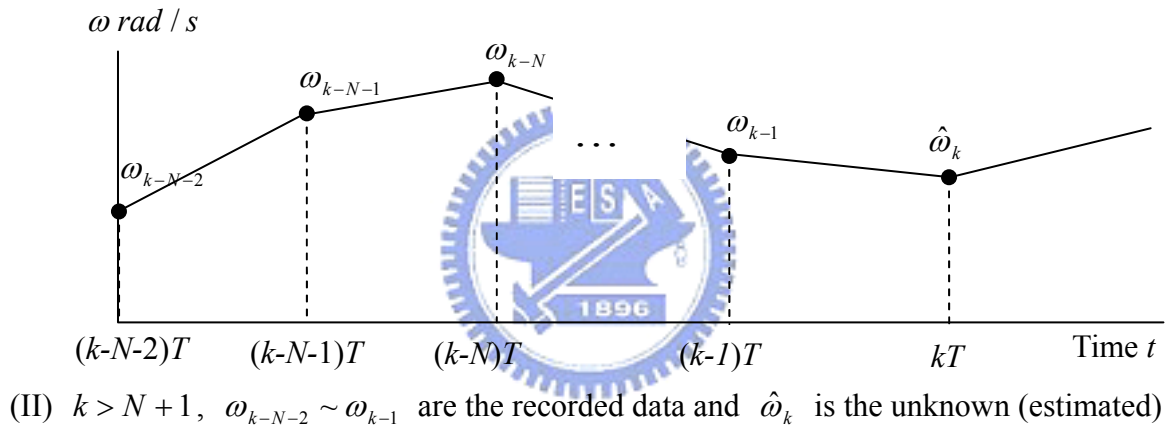 ω rad / s
ω_{k−N−2}
ω_{k−N−1}
ω_{k−N}
...
ω_{k−1}
ω̂_k
E S A
1896
(k-N-2)T
(k-N-1)T
(k-N)T
(k-1)T
kT
Time t
(II) k > N + 1, ω_{k−N−2} ~ ω_{k−1} are the recorded data and ω̂_k is the unknown (estimated)